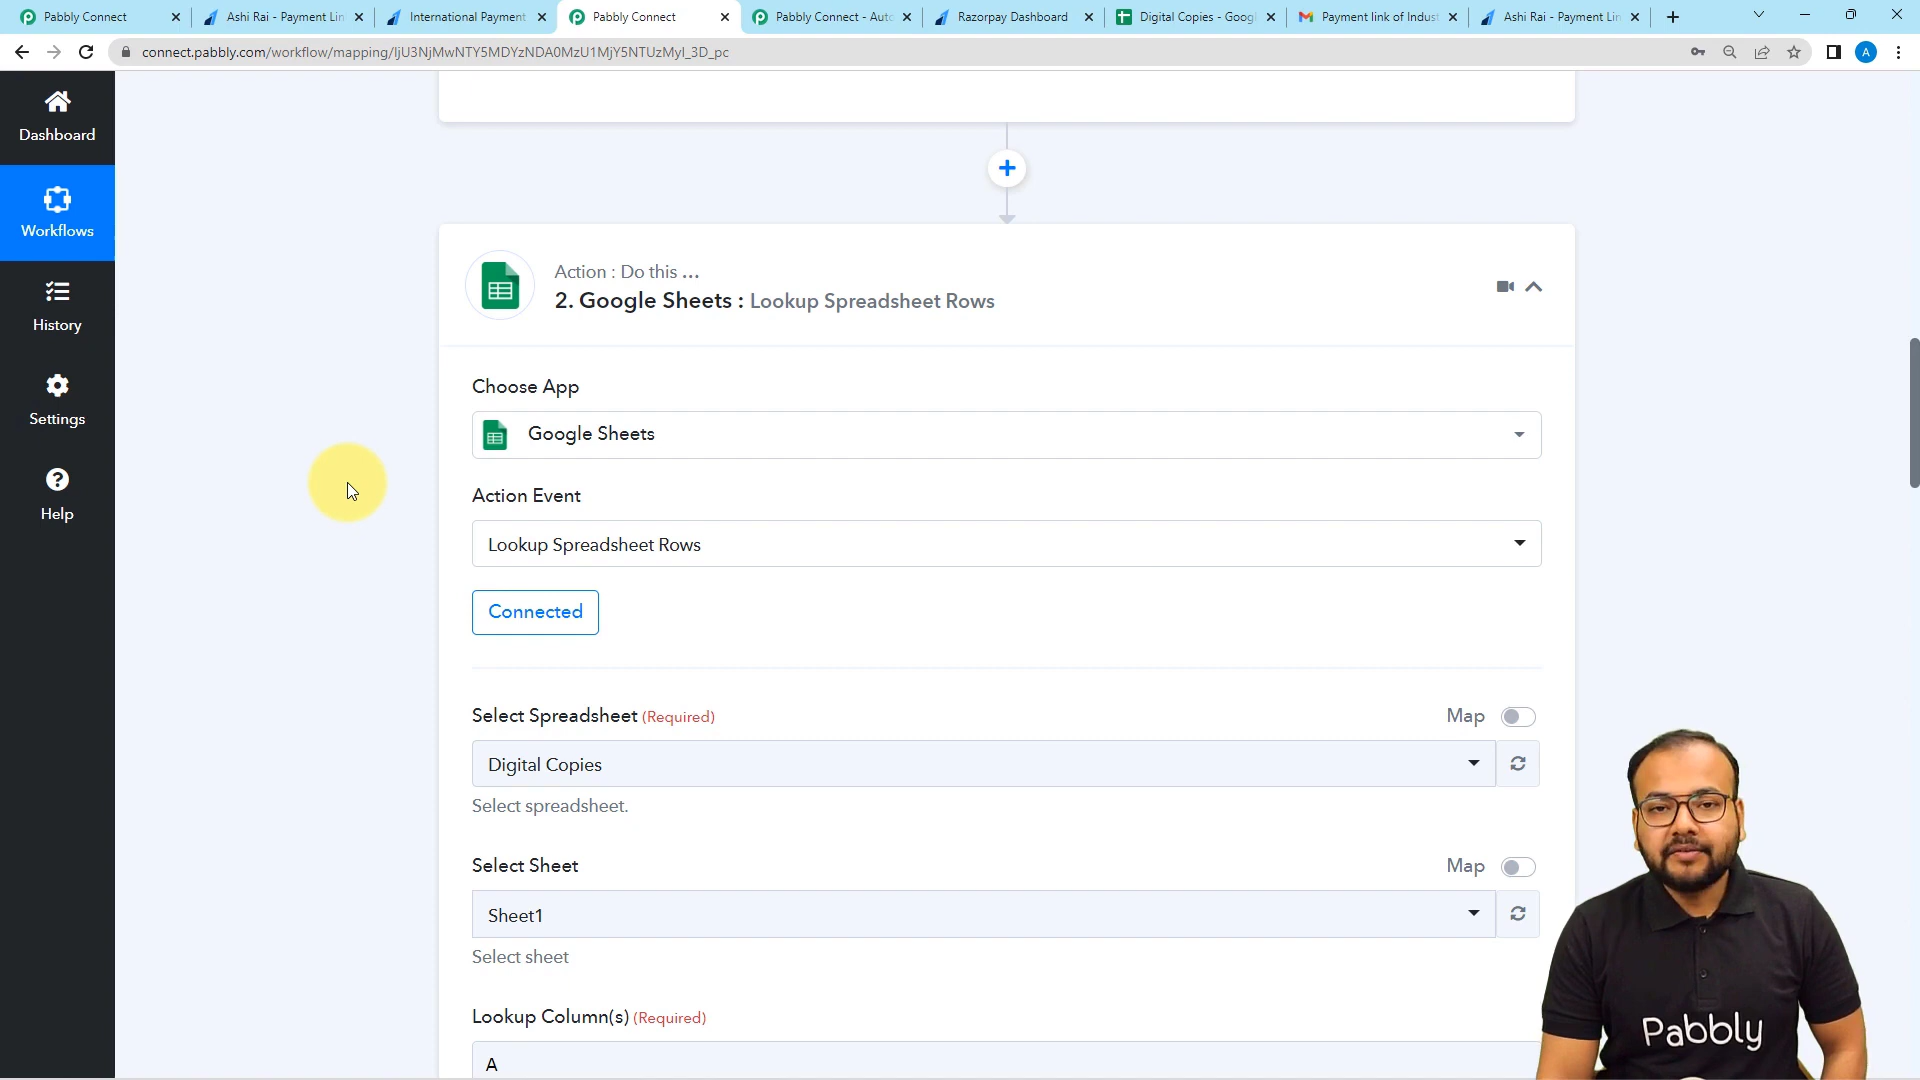 Pabbly Connect
Ashi Rai - Payment Lin
International Payment
Pabbly Connect
Pabbly Connect - Auto
Razorpay Dashboard
Digital Copies - Googl
Payment link of Indust
Ashi Rai - Payment Lin
connect.pabbly.com/workflow/mapping/IjU3NjMwNTY5MDYzNDA0MzU1MjY5NTUzMyI_3D_pc
A
Dashboard
Workflows
History
Settings
Help
Action : Do this ...
2. Google Sheets : Lookup Spreadsheet Rows
Choose App
Google Sheets
Action Event
Lookup Spreadsheet Rows
Connected
Select Spreadsheet (Required)
Map
Digital Copies
Select spreadsheet.
Select Sheet
Map
Sheet1
Select sheet
Lookup Column(s) (Required)
A
Pabbly